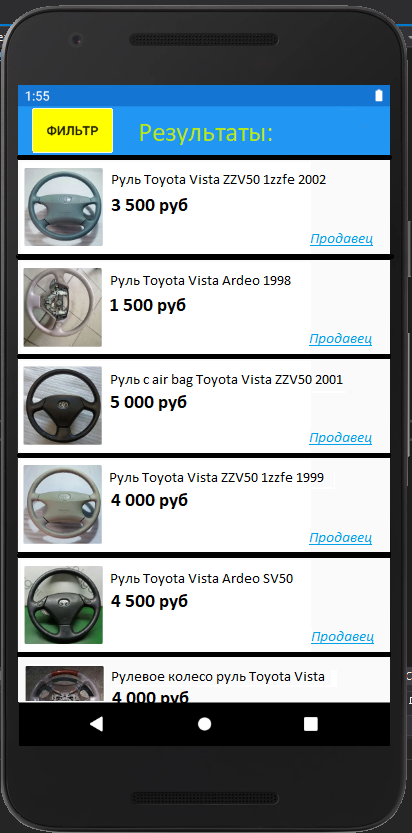 1:55
ФИЛЬТР
Результаты:
Руль Toyota Vista ZZV50 1zzfe 2002
3 500 руб
Продавец
Руль Toyota Vista Ardeo 1998
1 500 руб
Продавец
Руль с air bag Toyota Vista ZZV50 2001
5 000 руб
Продавец
Руль Toyota Vista ZZV50 1zzfe 1999
4 000 руб
Продавец
Руль Toyota Vista Ardeo SV50
4 500 руб
Продавец
Рулевое колесо руль Toyota Vista
4 000 руб